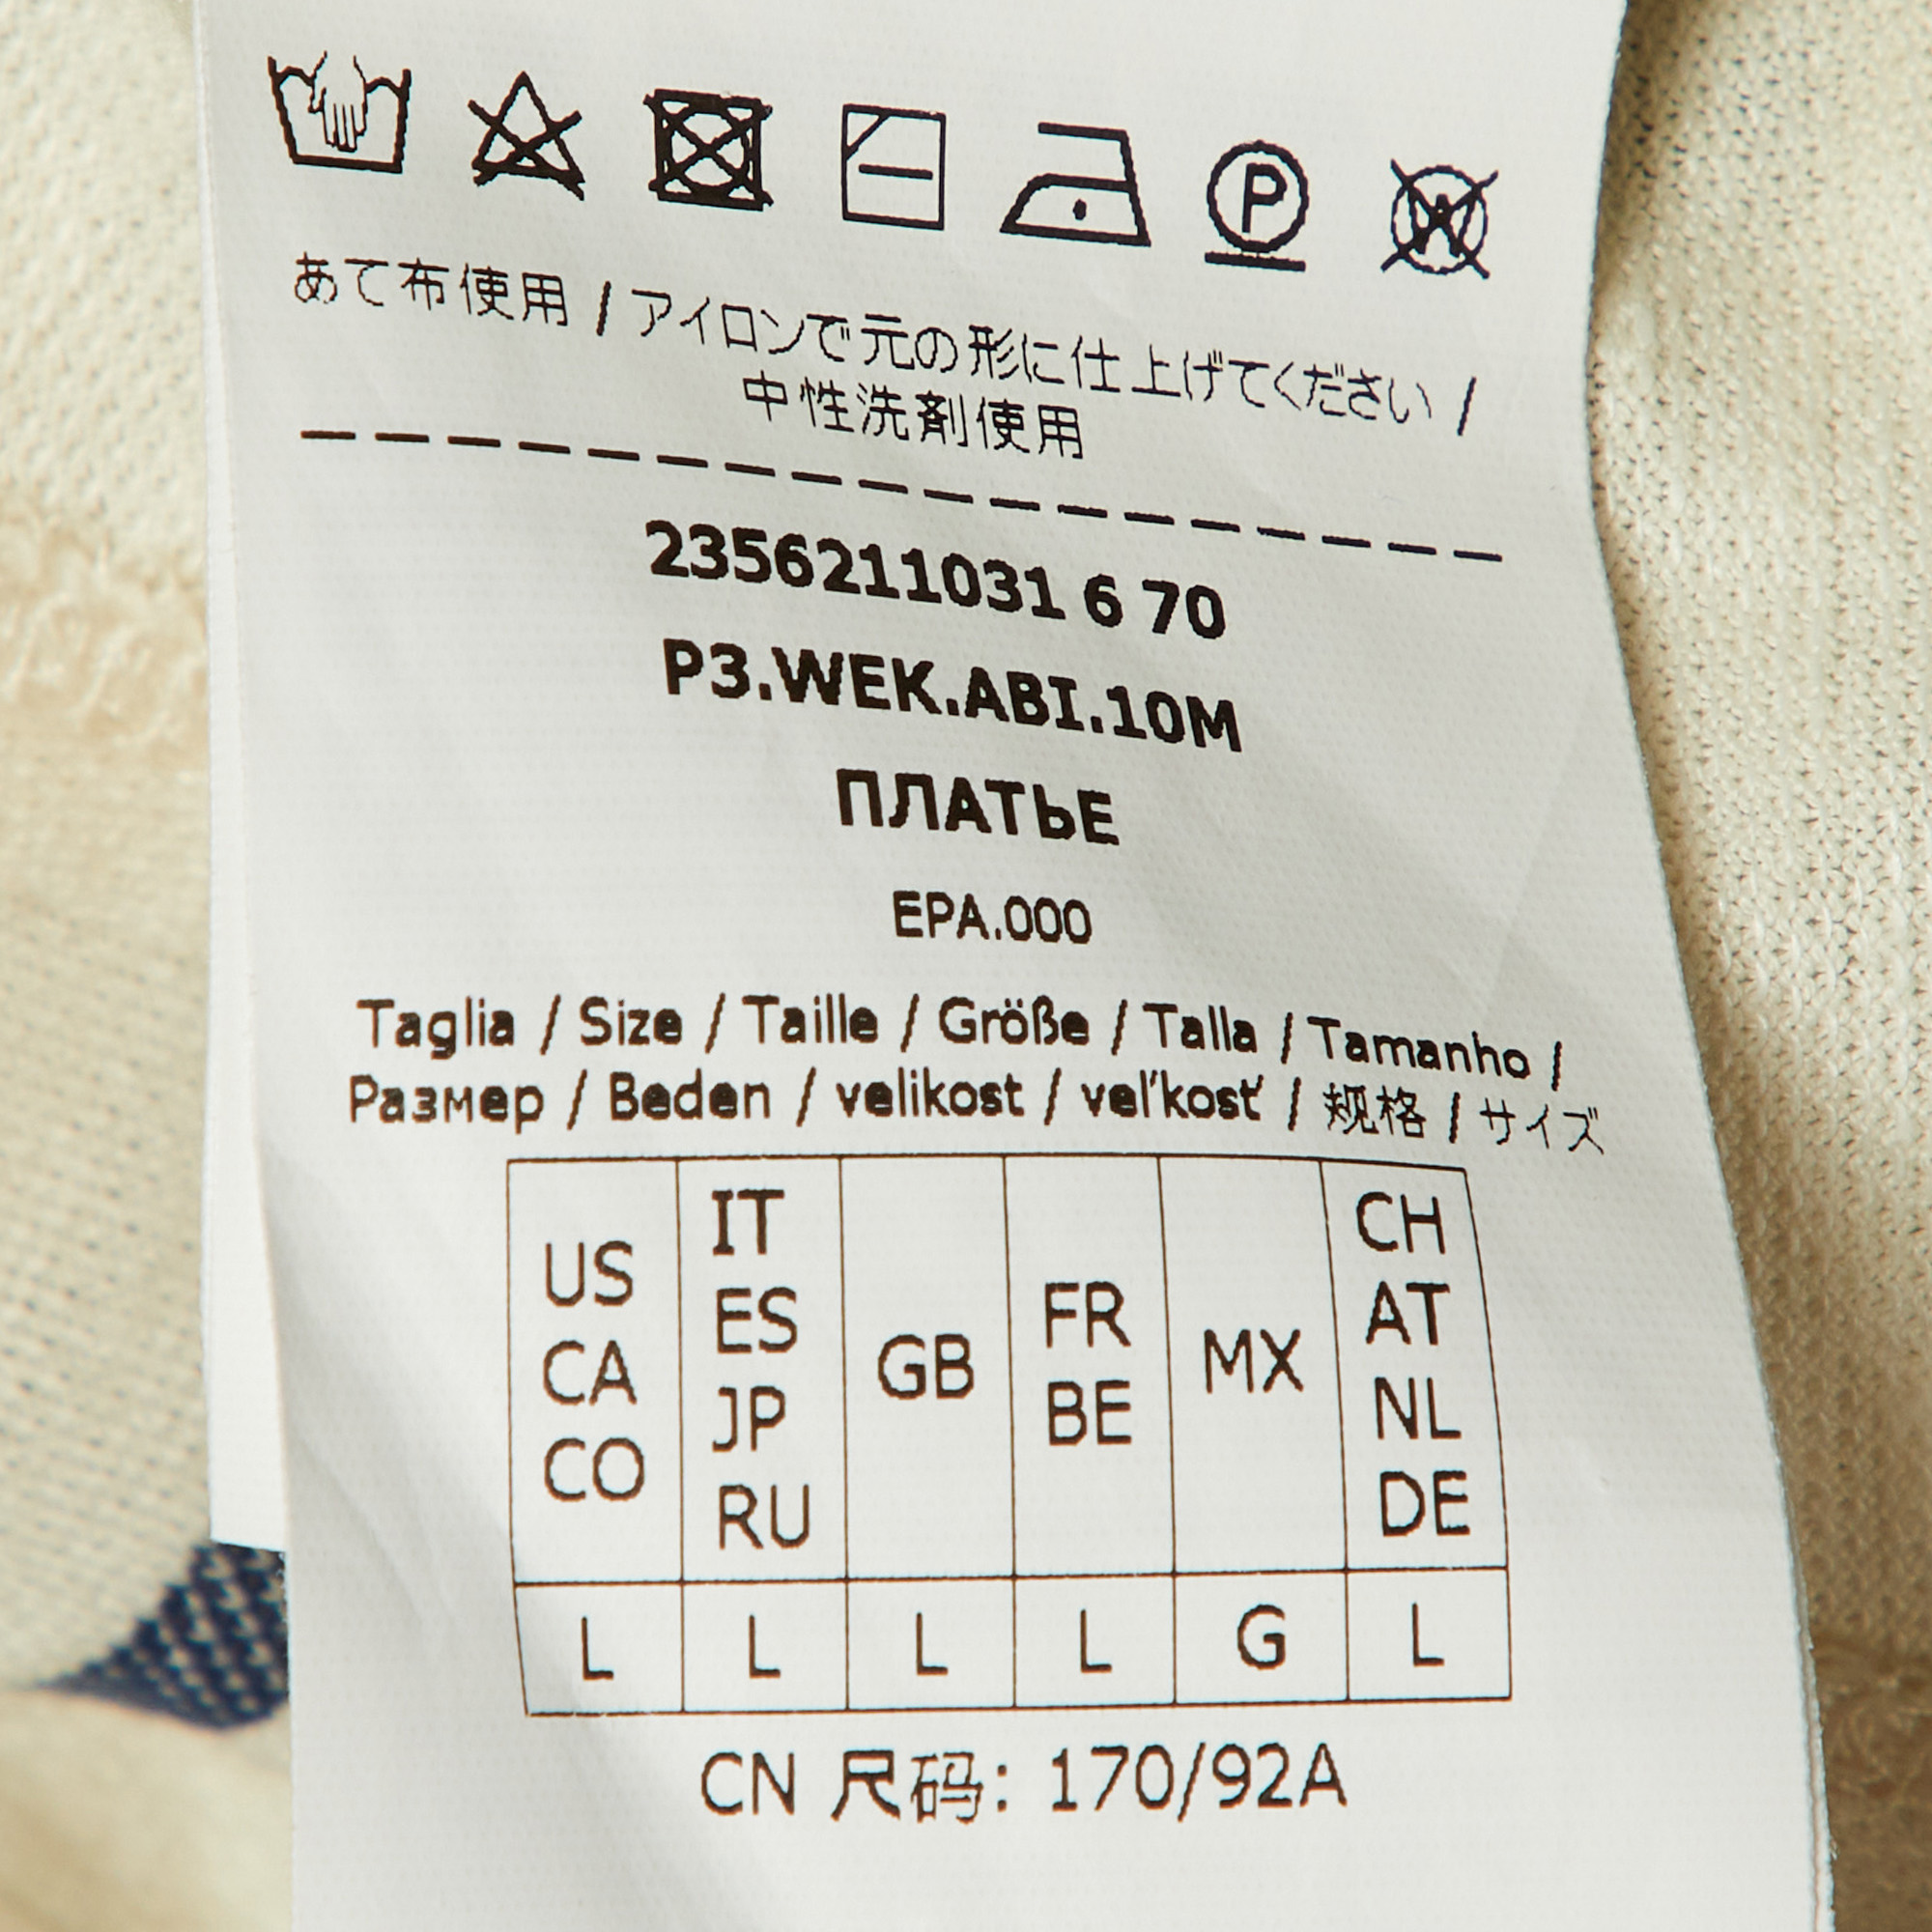 P
W
あて布使用 / アイロンで元の形に仕上げてください /
中性洗剤使用
2356211031 6 70
P3.WEK.ABI.10M
ПЛАТЬЕ
EPA.000
Taglia / Size / Taille / Größe / Talla / Tamanho /
Размер / Beden / velikost / veľkosť / 规格 / サイズ
US CA CO
IT ES JP RU
GB
FR BE
MX
CH AT NL DE
L L L L G L
CN 尺码: 170/92A